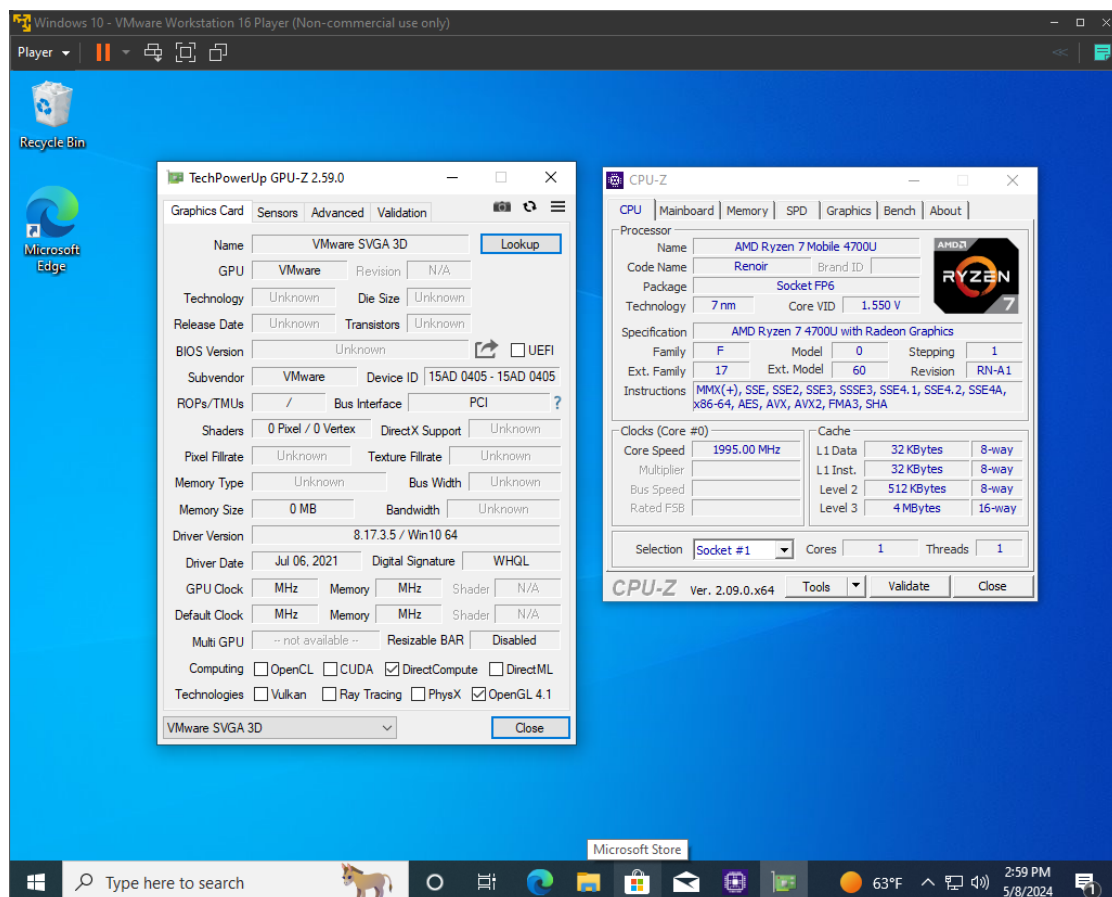 Windows 10 - VMware Workstation 16 Player (Non-commercial use only)
Player
Recycle Bin
Microsoft
Edge
TechPowerUp GPU-Z 2.59.0
Graphics Card Sensors Advanced Validation
Name VMware SVGA 3D Lookup
GPU VMware Revision N/A
Technology Unknown Die Size Unknown
Release Date Unknown Transistors Unknown
BIOS Version Unknown UEFI
Subvendor VMware Device ID 15AD 0405 - 15AD 0405
ROPs/TMUs / Bus Interface PCI ?
Shaders 0 Pixel / 0 Vertex DirectX Support Unknown
Pixel Fillrate Unknown Texture Fillrate Unknown
Memory Type Unknown Bus Width Unknown
Memory Size 0 MB Bandwidth Unknown
Driver Version 8.17.3.5 / Win10 64
Driver Date Jul 06, 2021 Digital Signature WHQL
GPU Clock MHz Memory MHz Shader N/A
Default Clock MHz Memory MHz Shader N/A
Multi GPU -- not available -- Resizable BAR Disabled
Computing OpenCL CUDA DirectCompute DirectML
Technologies Vulkan Ray Tracing PhysX OpenGL 4.1
VMware SVGA 3D Close
CPU-Z
CPU Mainboard Memory SPD Graphics Bench About
Processor
Name AMD Ryzen 7 Mobile 4700U
Code Name Renoir Brand ID
Package Socket FP6
Technology 7 nm Core VID 1.550 V
AMD
RYZEN
7
Specification AMD Ryzen 7 4700U with Radeon Graphics
Family F Model 0 Stepping 1
Ext. Family 17 Ext. Model 60 Revision RN-A1
Instructions MMX(+), SSE, SSE2, SSE3, SSSE3, SSE4.1, SSE4.2, SSE4A,
x86-64, AES, AVX, AVX2, FMA3, SHA
Clocks (Core #0)
Core Speed 1995.00 MHz
Multiplier
Bus Speed
Rated FSB
Cache
L1 Data 32 KBytes 8-way
L1 Inst. 32 KBytes 8-way
Level 2 512 KBytes 8-way
Level 3 4 MBytes 16-way
Selection Socket #1 Cores 1 Threads 1
CPU-Z Ver. 2.09.0.x64 Tools Validate Close
Microsoft Store
Type here to search
63°F
2:59 PM
5/8/2024
1